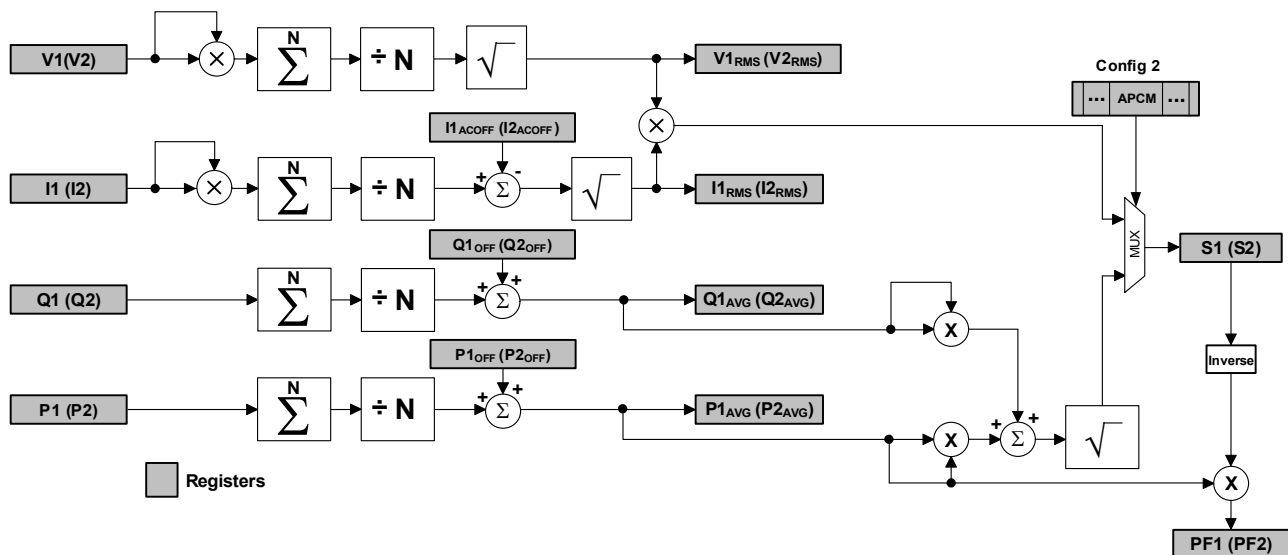 V1(V2)
×
N
∑
÷ N
√
V1RMS (V2RMS)
Config 2
... APCM ...
I1ACOFF (I2ACOFF)
×
I1 (I2)
×
N
∑
÷ N
+
Σ
-
√
I1RMS (I2RMS)
Q1OFF (Q2OFF)
MUX
S1 (S2)
Q1 (Q2)
N
∑
÷ N
+
Σ
+
Q1AVG (Q2AVG)
X
P1OFF (P2OFF)
Inverse
P1 (P2)
N
∑
÷ N
+
Σ
+
P1AVG (P2AVG)
X
+
Σ
+
√
Registers
X
PF1 (PF2)